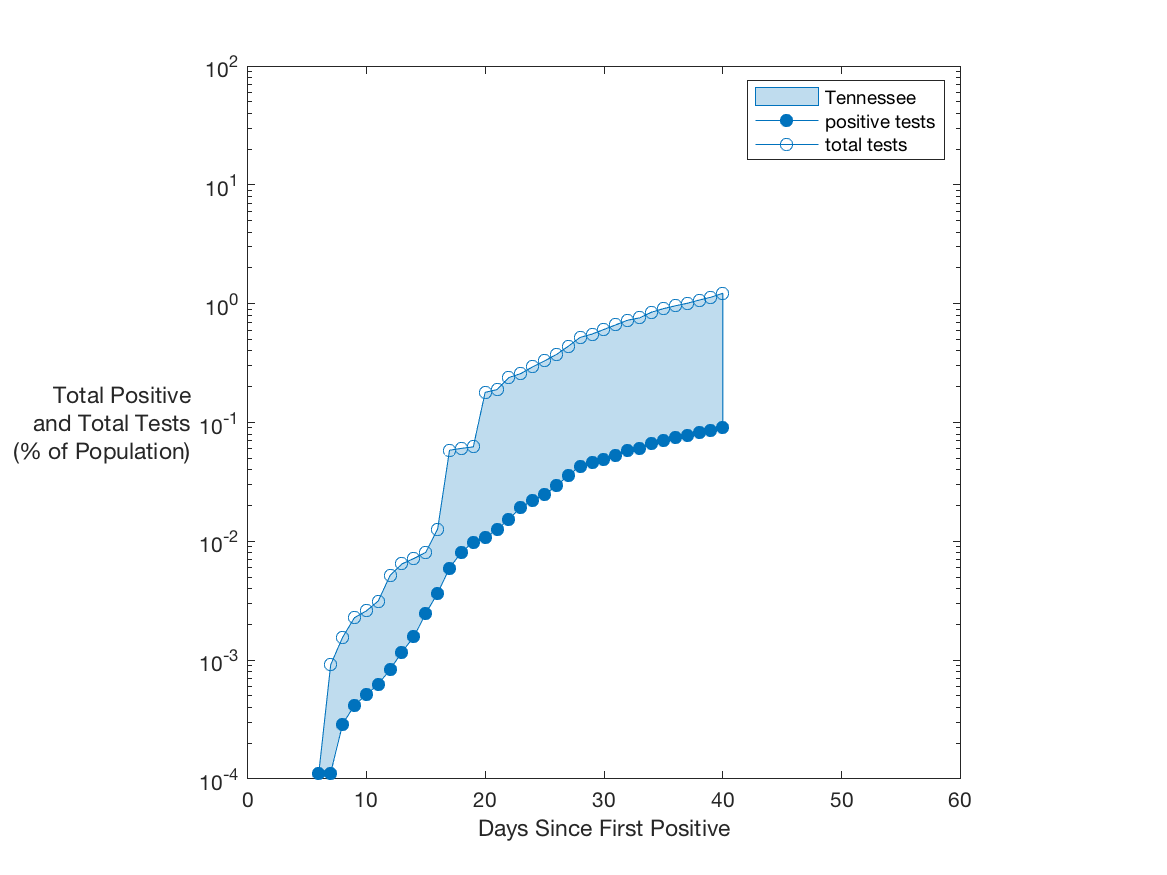 10^2
10^1
10^0
10^-1
10^-2
10^-3
10^-4
Total Positive
and Total Tests
(% of Population)
Tennessee
positive tests
total tests
0 10 20 30 40 50 60
Days Since First Positive